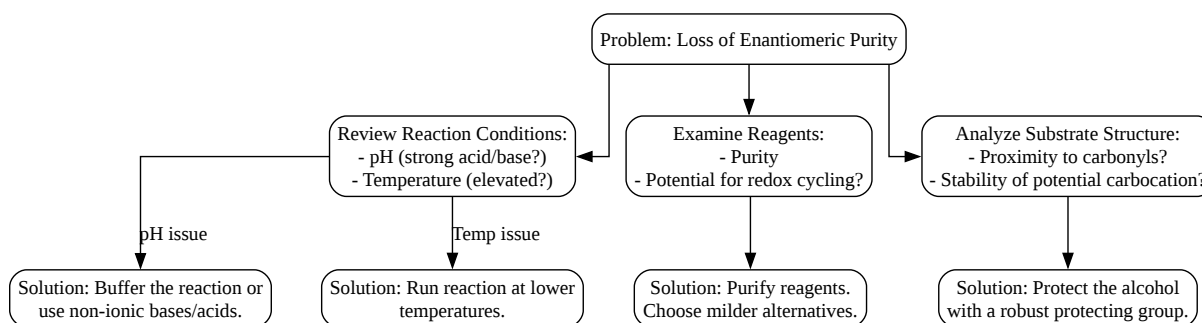 Problem: Loss of Enantiomeric Purity
Review Reaction Conditions:
- pH (strong acid/base?)
- Temperature (elevated?)
Examine Reagents:
- Purity
- Potential for redox cycling?
Analyze Substrate Structure:
- Proximity to carbonyls?
- Stability of potential carbocation?
pH issue
Temp issue
Solution: Buffer the reaction or
use non-ionic bases/acids.
Solution: Run reaction at lower
temperatures.
Solution: Purify reagents.
Choose milder alternatives.
Solution: Protect the alcohol
with a robust protecting group.